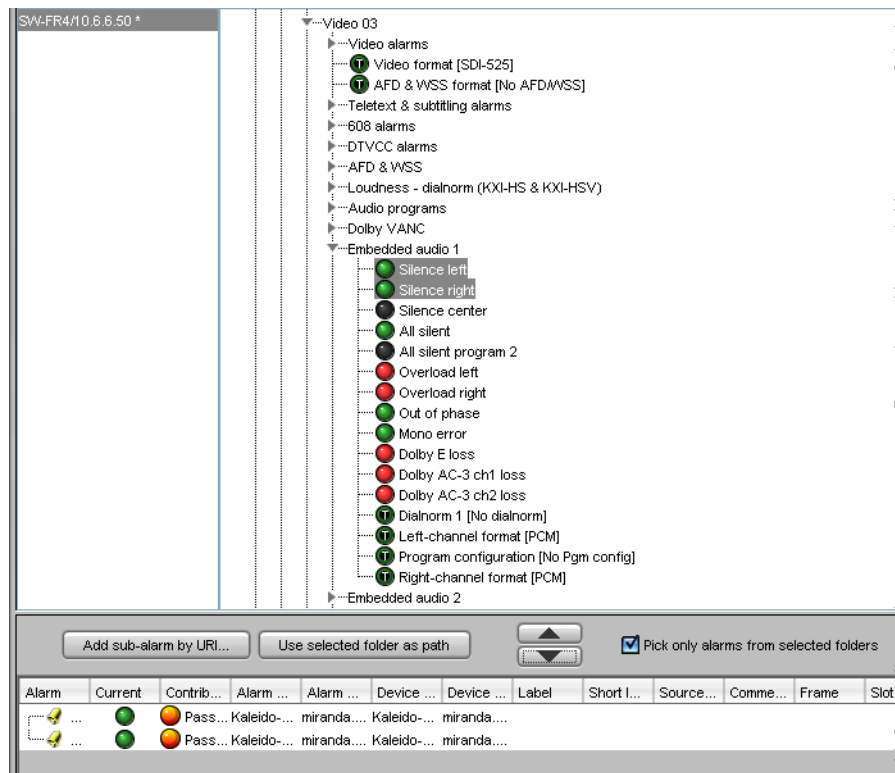 SW-FR4/10.6.6.50 *
Video 03
Video alarms
T Video format [SDI-525]
T AFD & WSS format [No AFD/WSS]
Teletext & subtitling alarms
608 alarms
DTVCC alarms
AFD & WSS
Loudness - dialnorm (KXI-HS & KXI-HSV)
Audio programs
Dolby VANC
Embedded audio 1
Silence left
Silence right
Silence center
All silent
All silent program 2
Overload left
Overload right
Out of phase
Mono error
Dolby E loss
Dolby AC-3 ch1 loss
Dolby AC-3 ch2 loss
T Dialnorm 1 [No dialnorm]
T Left-channel format [PCM]
T Program configuration [No Pgm config]
T Right-channel format [PCM]
Embedded audio 2
Add sub-alarm by URI... Use selected folder as path Pick only alarms from selected folders
Alarm Current Contrib... Alarm ... Alarm ... Device ... Device ... Label Short l... Source... Comme... Frame Slot
... Pass... Kaleido-... miranda.... Kaleido-... miranda....
... Pass... Kaleido-... miranda.... Kaleido-... miranda....